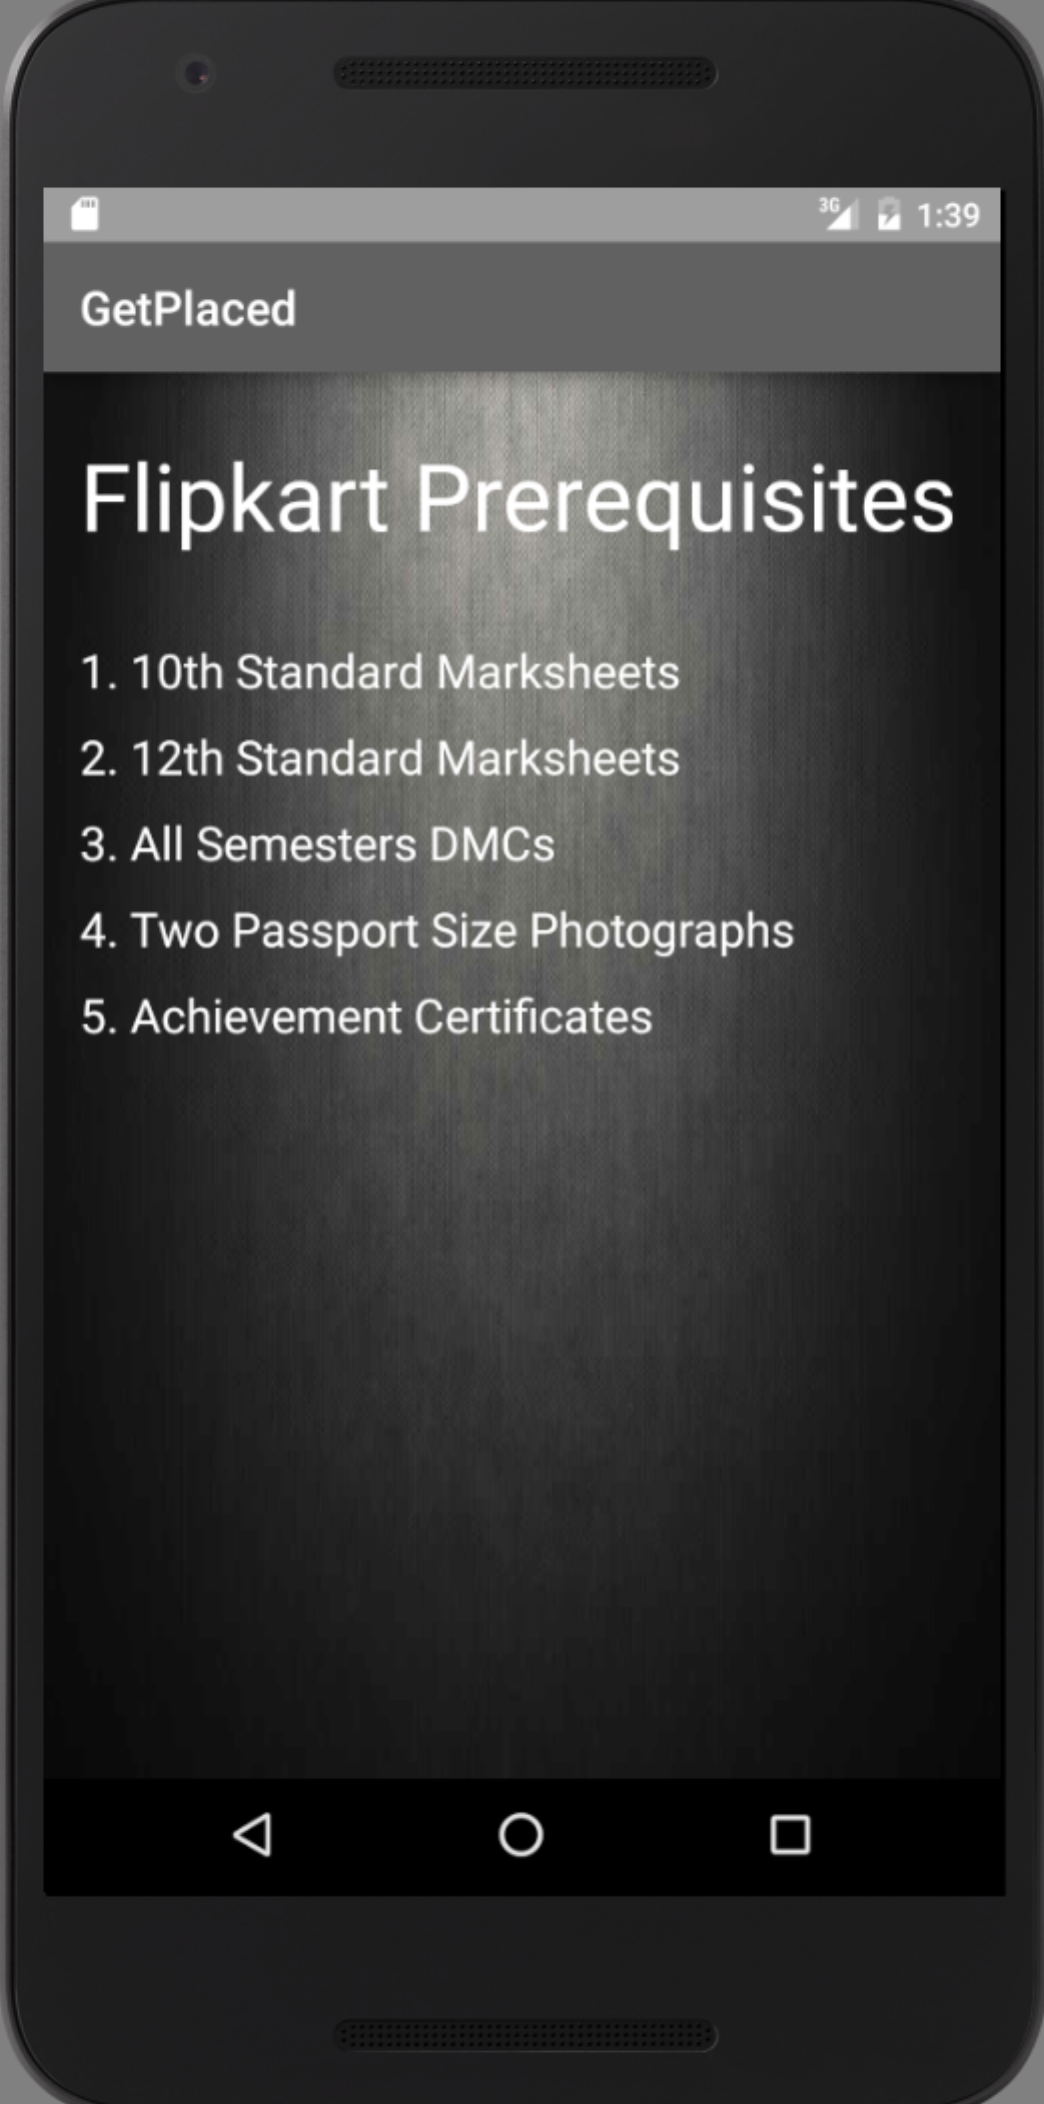 3G 1:39
GetPlaced
Flipkart Prerequisites
1. 10th Standard Marksheets
2. 12th Standard Marksheets
3. All Semesters DMCs
4. Two Passport Size Photographs
5. Achievement Certificates